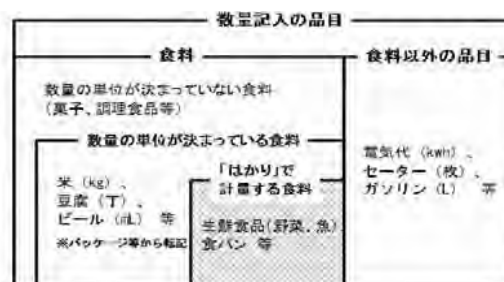 数量記入の品目
食料
食料以外の品目
数量の単位が決まっていない食料
（菓子、調理食品等）
数量の単位が決まっている食料
米（kg）、
豆腐（丁）、
ビール（mL）等
※パッケージ等から転記
「はかり」で
計量する食料
生鮮食品（野菜、魚）
食パン 等
電気代（kwh）、
セーター（枚）、
ガソリン（L）等